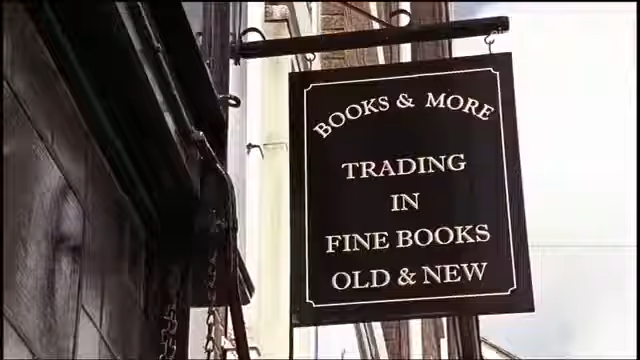 BOOKS & MORE
TRADING
IN
FINE BOOKS
OLD & NEW